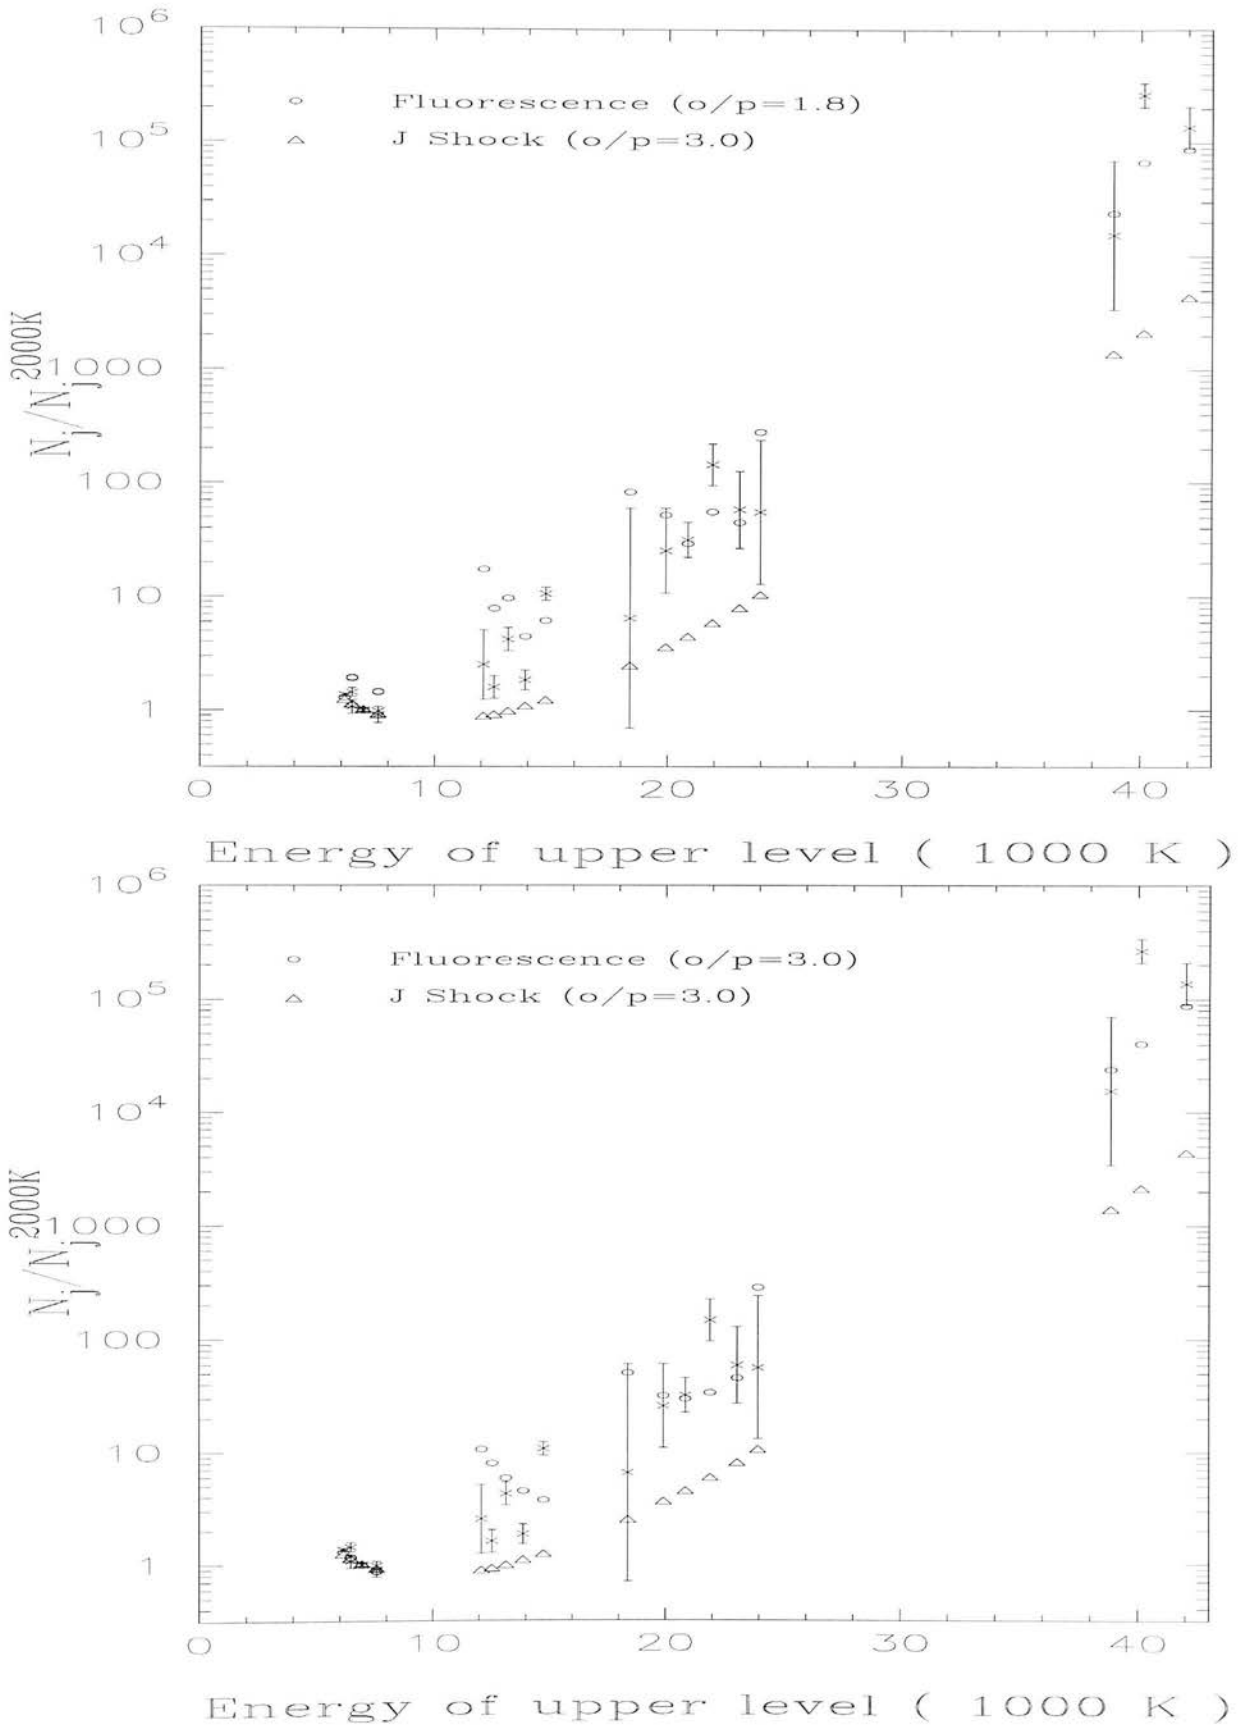 10^6
Fluorescence (o/p=1.8)
10^5
J Shock (o/p=3.0)
10^4
N_j/N_j^2000K
1000
100
10
1
0 10 20 30 40
Energy of upper level ( 1000 K )
10^6
Fluorescence (o/p=3.0)
10^5
J Shock (o/p=3.0)
10^4
N_j/N_j^2000K
1000
100
10
1
0 10 20 30 40
Energy of upper level ( 1000 K )